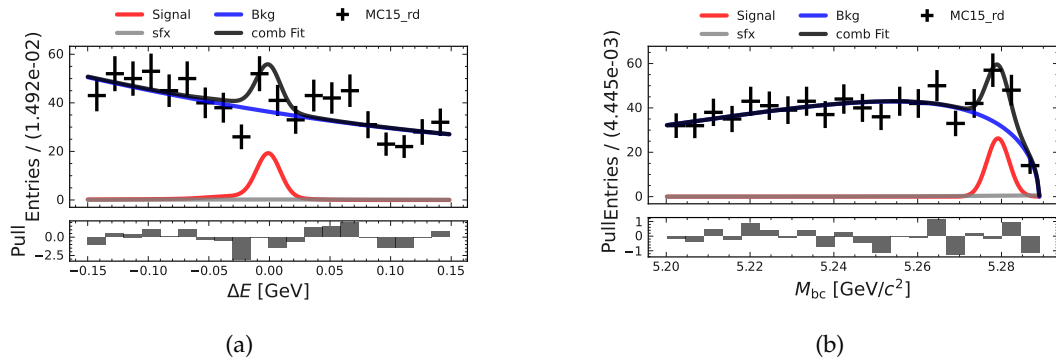 Signal Bkg MC15_rd
sfx comb Fit
Entries / (1.492e-02)
60
40
20
0
Pull
0.0
−2.5
−0.15 −0.10 −0.05 0.00 0.05 0.10 0.15
ΔE [GeV]
(a)
Signal Bkg MC15_rd
sfx comb Fit
Entries / (4.445e-03)
60
40
20
0
Pull
1
0
−1
5.20 5.22 5.24 5.26 5.28
M_bc [GeV/c²]
(b)